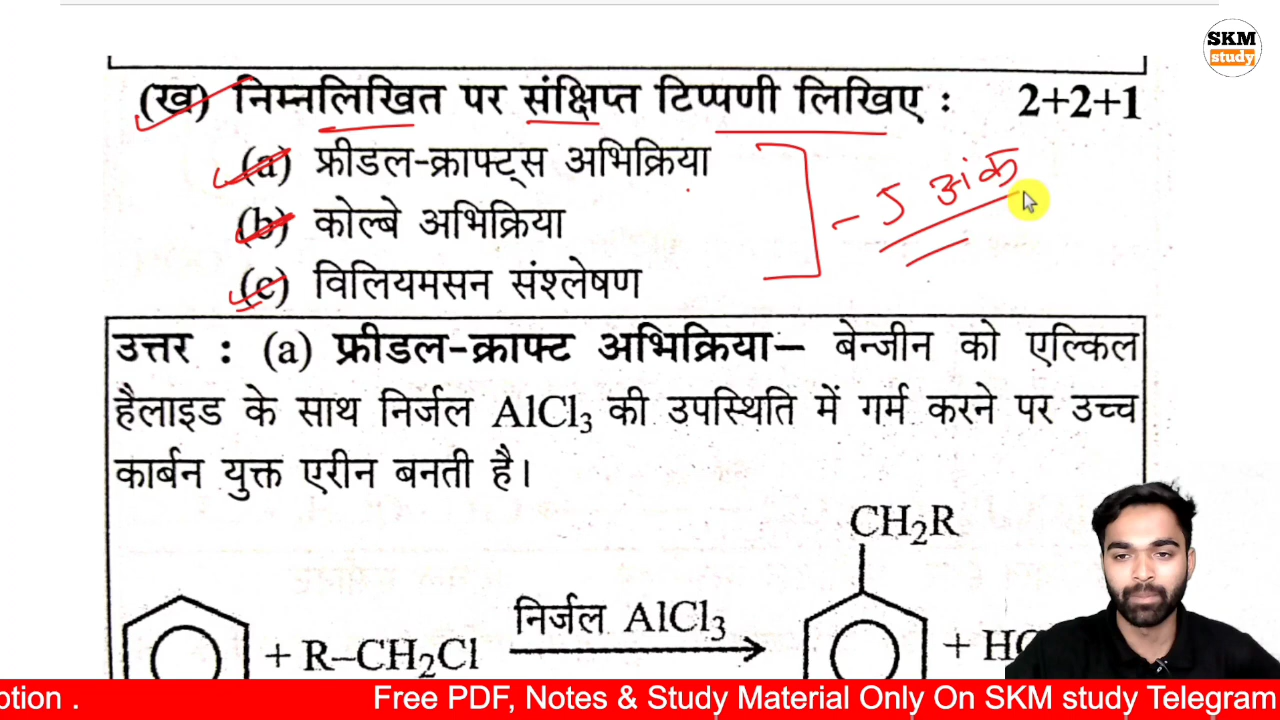 SKM
study
(ख) निम्नलिखित पर संक्षिप्त टिप्पणी लिखिए : 2+2+1
(a) फ्रीडल-क्राफ्ट्स अभिक्रिया
(b) कोल्बे अभिक्रिया
(c) विलियमसन संश्लेषण
- 5 अंक
उत्तर : (a) फ्रीडल-क्राफ्ट अभिक्रिया– बेन्जीन को एल्किल
हैलाइड के साथ निर्जल AlCl₃ की उपस्थिति में गर्म करने पर उच्च
कार्बन युक्त एरीन बनती है।
CH₂R
+ R–CH₂Cl निर्जल AlCl₃ + HC
ption . Free PDF, Notes & Study Material Only On SKM study Telegram